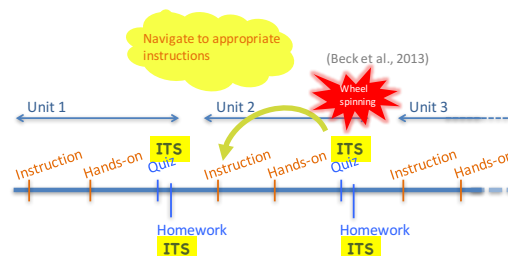 Navigate to appropriate
instructions
(Beck et al., 2013)
Wheel
spinning
Unit 1
Unit 2
Unit 3
ITS
ITS
Instruction
Hands-on
Quiz
Instruction
Hands-on
Quiz
Instruction
Hands-on
Homework
ITS
Homework
ITS